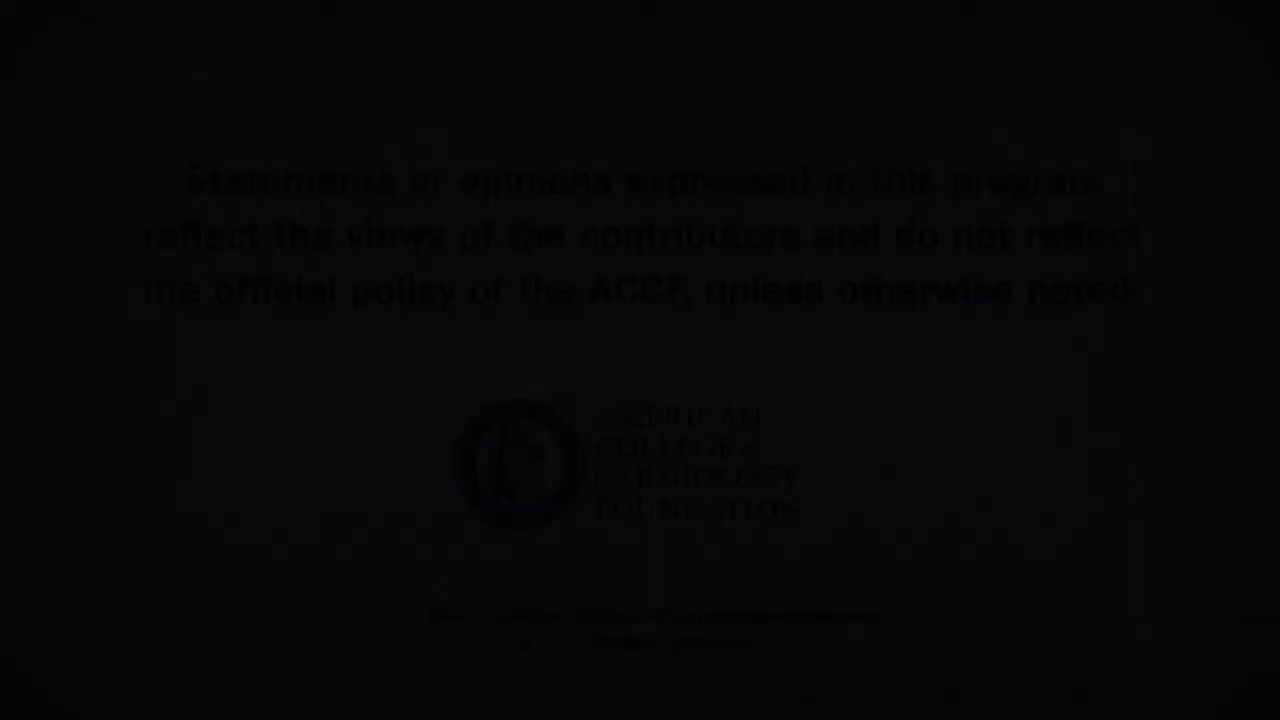 Statements or opinions expressed in this program
reflect the views of the contributors and do not reflect
the official policy of the ACCF, unless otherwise noted.
AMERICAN
COLLEGE of
CARDIOLOGY
FOUNDATION